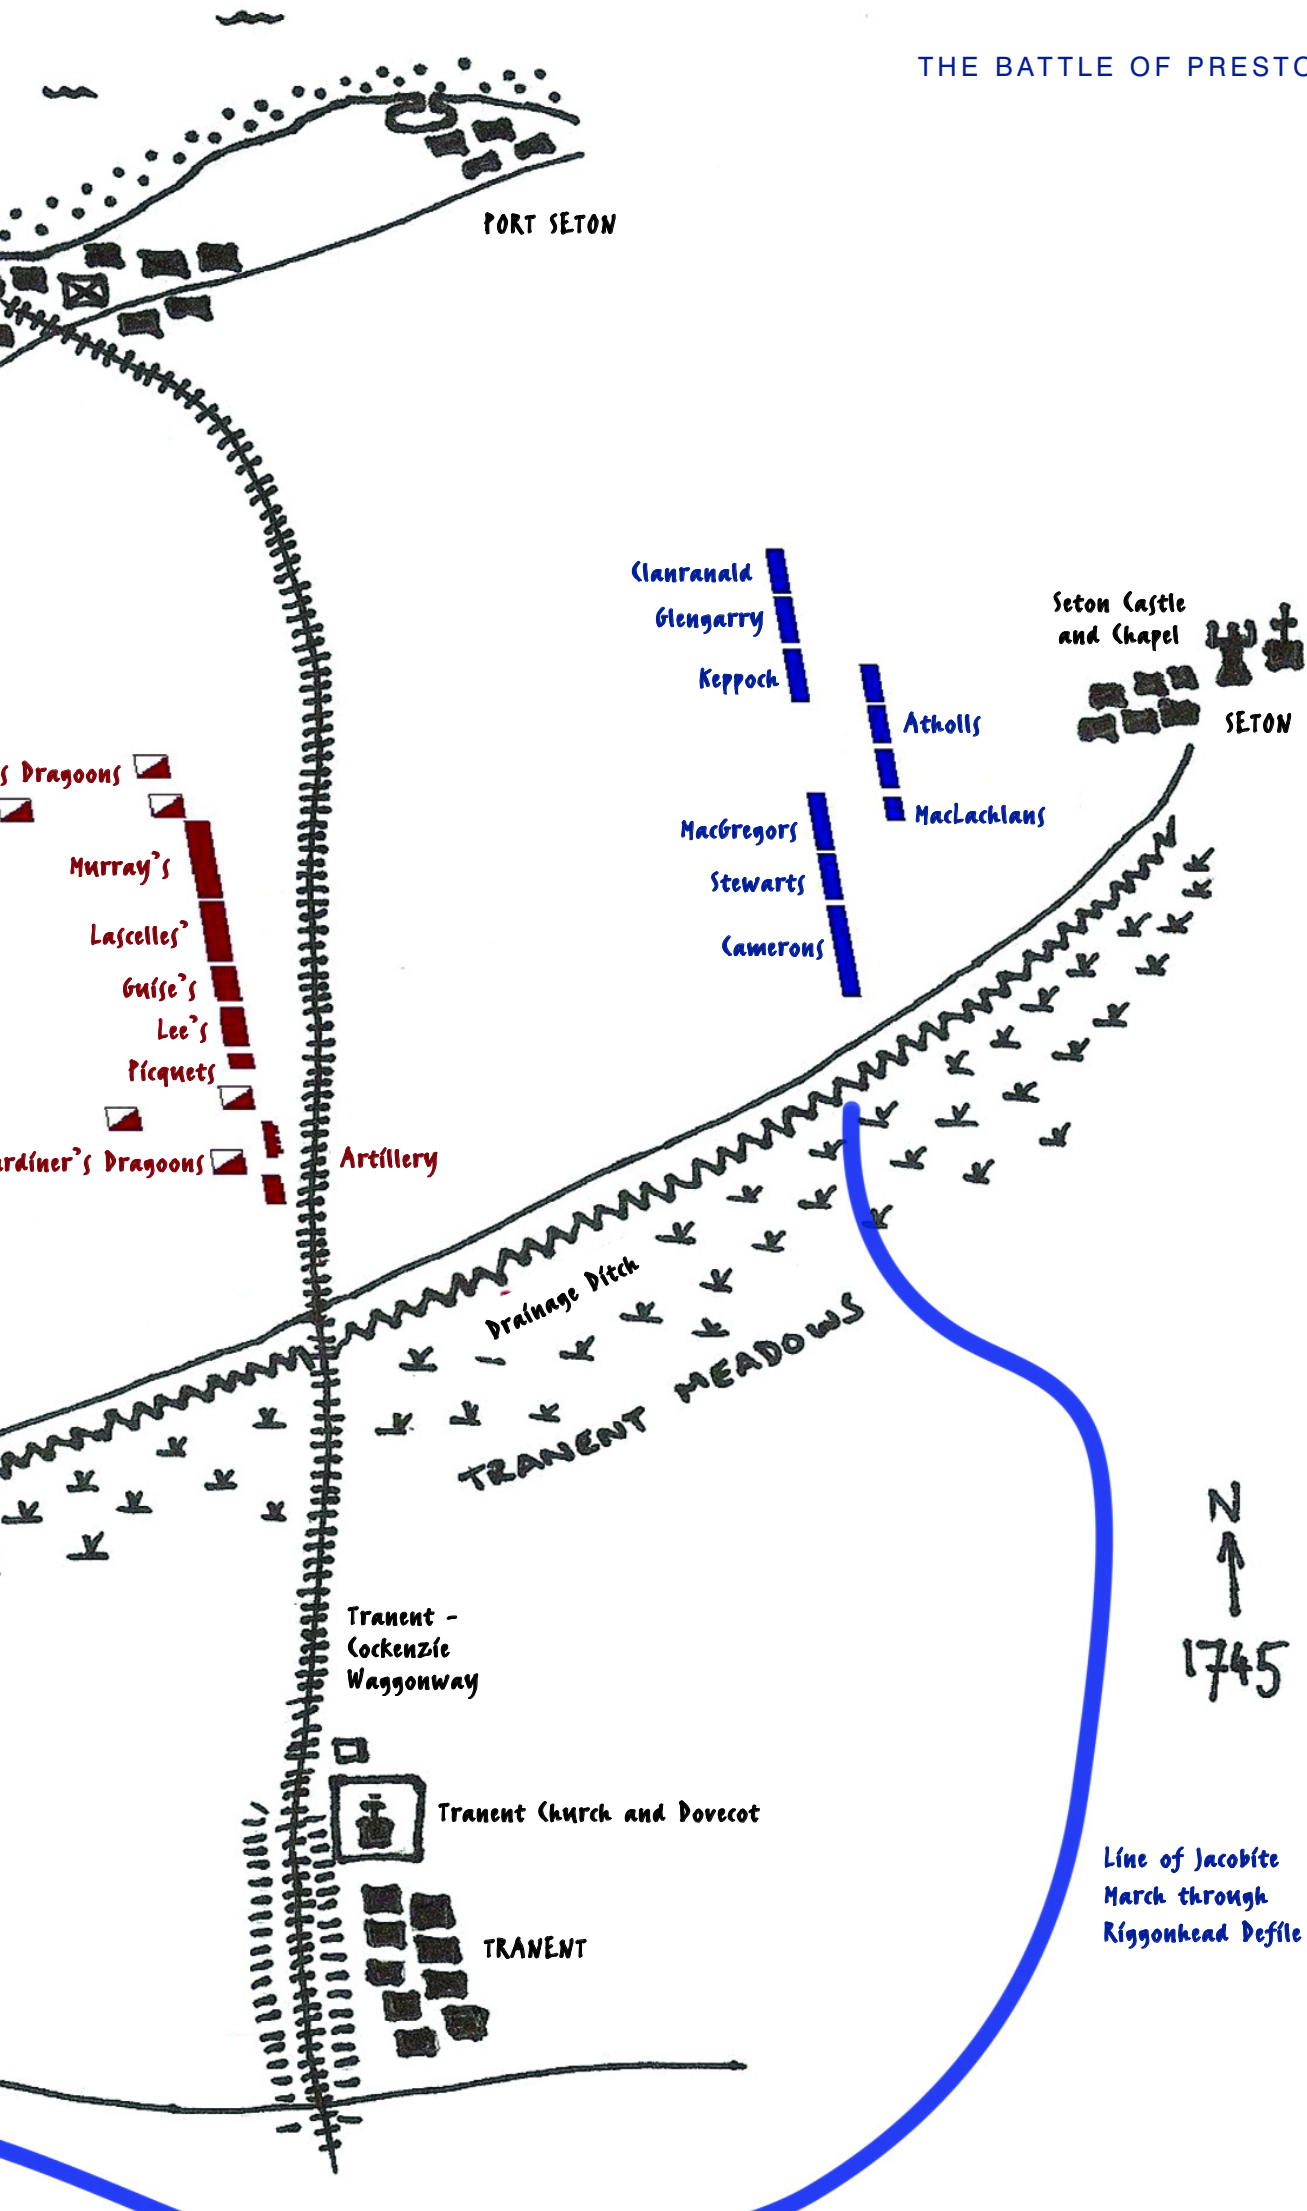 THE BATTLE OF
PORT SETON
Clanranald
Glengarry
Keppoch
Seton Castle
and Chapel
SETON
Atholls
MacLachlans
MacGregors
Stewarts
Camerons
Dragoons
Murray's
Lascelles'
Guise's
Lee's
Picquets
Dragoons
Artillery
Drainage Ditch
TRANENT MEADOWS
N
1745
Tranent -
Cockenzie
Waggonway
Tranent Church and Dovecot
TRANENT
Line of Jacobite
March through
Riggonhead Defile